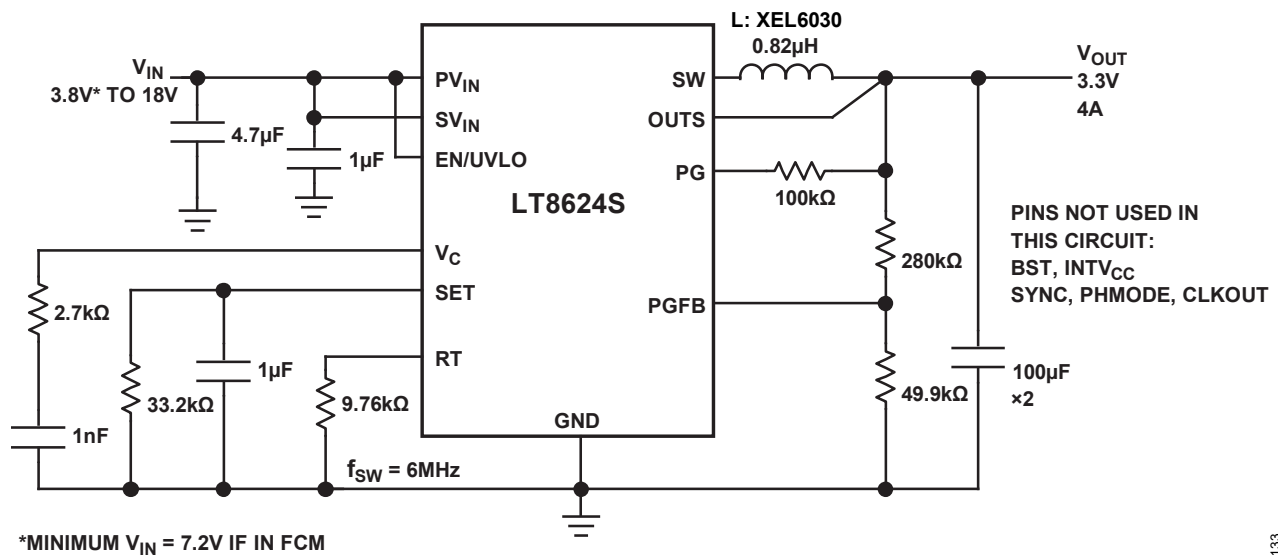 L: XEL6030
0.82µH
VIN
3.8V* TO 18V
4.7µF
1µF
PVIN
SVIN
EN/UVLO
LT8624S
SW
OUTS
PG
100kΩ
VOUT
3.3V
4A
280kΩ
PINS NOT USED IN
THIS CIRCUIT:
BST, INTVCC
SYNC, PHMODE, CLKOUT
VC
SET
RT
PGFB
2.7kΩ
33.2kΩ
1µF
9.76kΩ
49.9kΩ
100µF
×2
1nF
GND
fSW = 6MHz
*MINIMUM VIN = 7.2V IF IN FCM
133